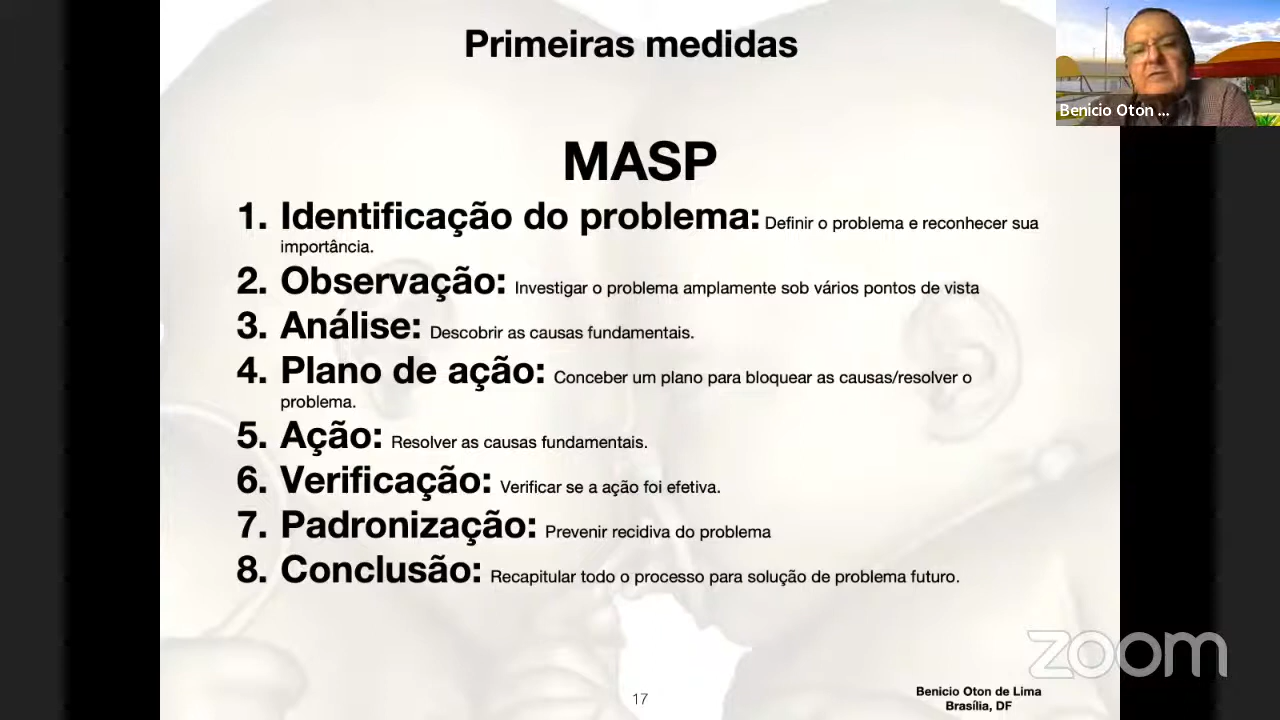 Primeiras medidas
Benicio Oton ...
MASP
1. Identificação do problema: Definir o problema e reconhecer sua
importância.
2. Observação: Investigar o problema amplamente sob vários pontos de vista
3. Análise: Descobrir as causas fundamentais.
4. Plano de ação: Conceber um plano para bloquear as causas/resolver o
problema.
5. Ação: Resolver as causas fundamentais.
6. Verificação: Verificar se a ação foi efetiva.
7. Padronização: Prevenir recidiva do problema
8. Conclusão: Recapitular todo o processo para solução de problema futuro.
zoom
17
Benicio Oton de Lima
Brasília, DF